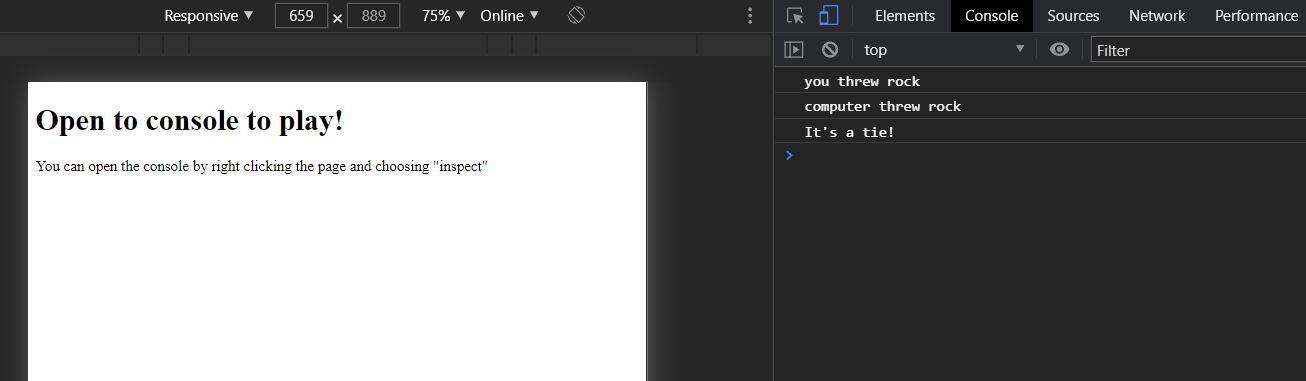 Responsive ▼ 659 × 889 75% ▼ Online ▼
Elements Console Sources Network Performance
top ▼ Filter
Open to console to play!
You can open the console by right clicking the page and choosing "inspect"
you threw rock
computer threw rock
It's a tie!